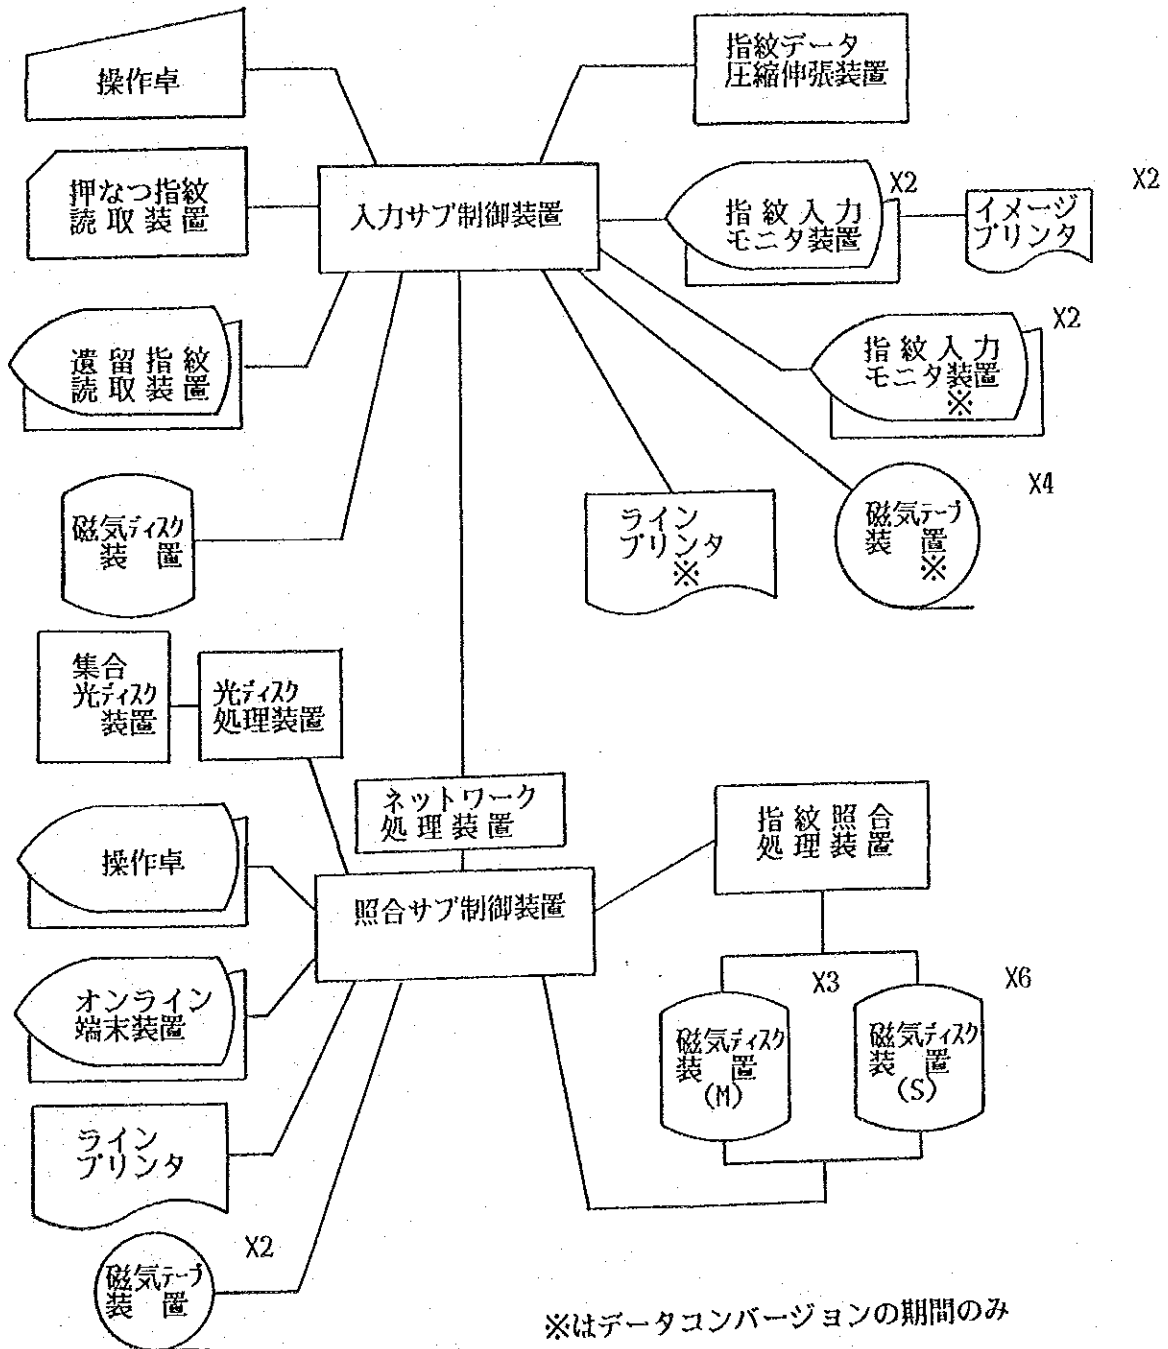 操作卓
指紋データ
圧縮伸張装置
押なつ指紋
読取装置
入力サブ制御装置
X2
指紋入力
モニタ装置
X2
イメージ
プリンタ
遺留指紋
読取装置
X2
指紋入力
モニタ装置
※
磁気ディスク
装置
ライン
プリンタ
※
X4
磁気テープ
装置
※
集合
光ディスク
装置
光ディスク
処理装置
ネットワーク
処理装置
指紋照合
処理装置
操作卓
照合サブ制御装置
オンライン
端末装置
X3
X6
磁気ディスク
装置
(M)
磁気ディスク
装置
(S)
ライン
プリンタ
X2
磁気テープ
装置
※はデータコンバージョンの期間のみ